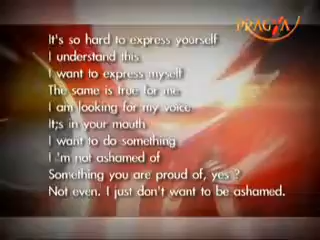 PRAGYA
It's so hard to express yourself
I understand this
I want to express myself
The same is true for me
I am looking for my voice
It;s in your mouth
I want to do something
I 'm not ashamed of
Something you are proud of, yes ?
Not even. I just don't want to be ashamed.